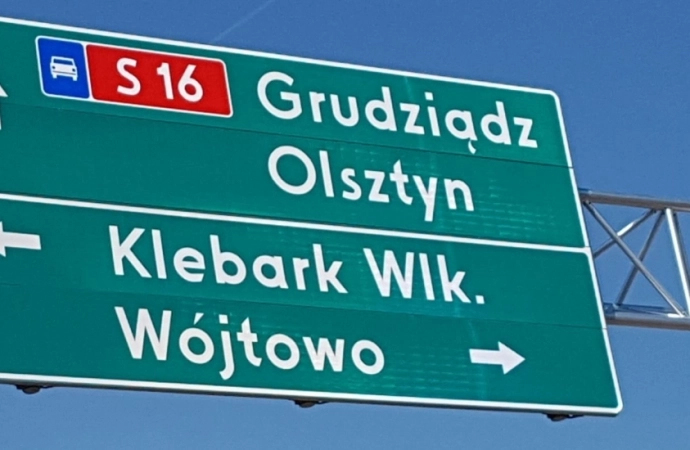 S 16 Grudziądz
Olsztyn
Klebark Wlk.
Wójtowo